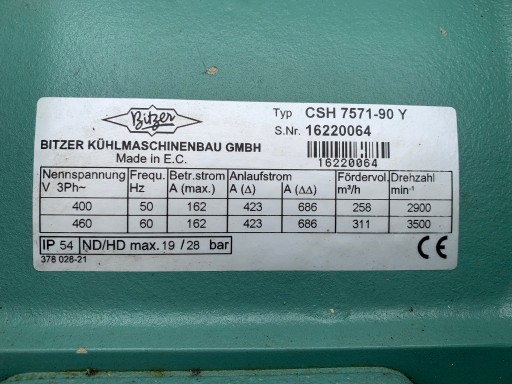 Bitzer
Typ CSH 7571-90 Y
S.Nr. 16220064
16220064
BITZER KÜHLMASCHINENBAU GMBH
Made in E.C.
Nennspannung Frequ. Betr.strom Anlaufstrom Fördervol. Drehzahl
V 3Ph~ Hz A (max.) A (Δ) A (ΔΔ) m³/h min-¹
400 50 162 423 686 258 2900
460 60 162 423 686 311 3500
IP 54 ND/HD max. 19 / 28 bar CE
378 028-21